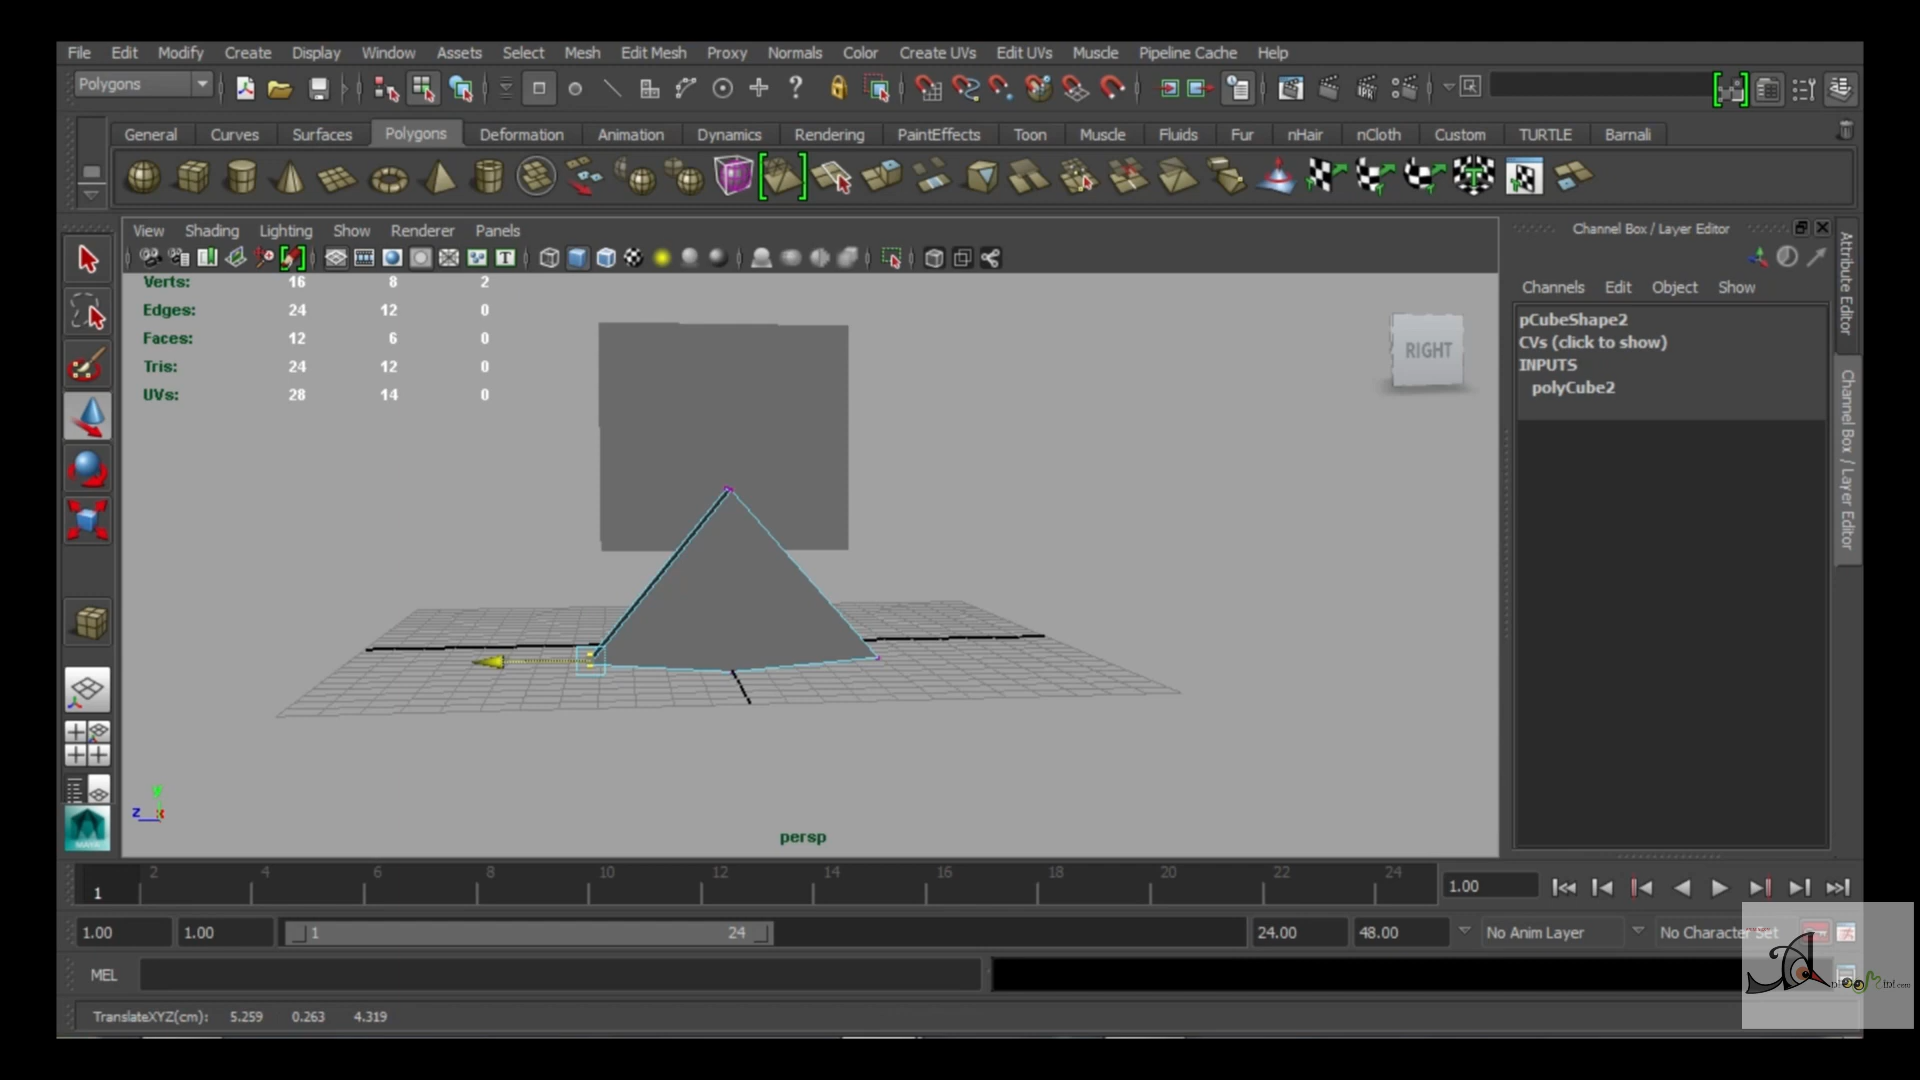 File Edit Modify Create Display Window Assets Select Mesh Edit Mesh Proxy Normals Color Create UVs Edit UVs Muscle Pipeline Cache Help
Polygons
General Curves Surfaces Polygons Deformation Animation Dynamics Rendering PaintEffects Toon Muscle Fluids Fur nHair nCloth Custom TURTLE Barnali
View Shading Lighting Show Renderer Panels
Channel Box / Layer Editor
Channels Edit Object Show
pCubeShape2
CVs (click to show)
INPUTS
polyCube2
Attribute Editor
Channel Box / Layer Editor
Verts: 16 8 2
Edges: 24 12 0
Faces: 12 6 0
Tris: 24 12 0
UVs: 28 14 0
RIGHT
persp
1 2 4 6 8 10 12 14 16 18 20 22 24 1.00
1.00 1.00 1 24 24.00 48.00 No Anim Layer No Character Set
MEL
TranslateXYZ(cm): 5.259 0.263 4.319